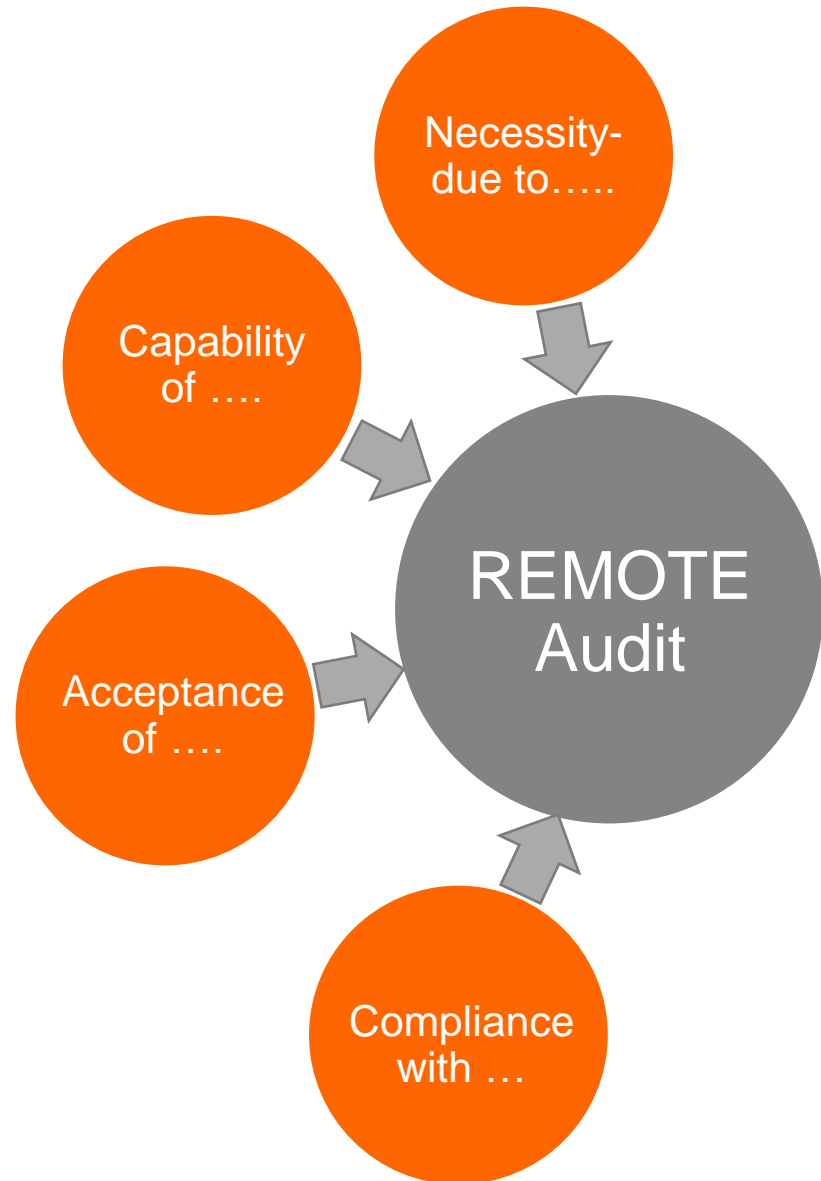 Necessity-
due to…..
Capability
of ….
Acceptance
of ….
Compliance
with …
REMOTE
Audit